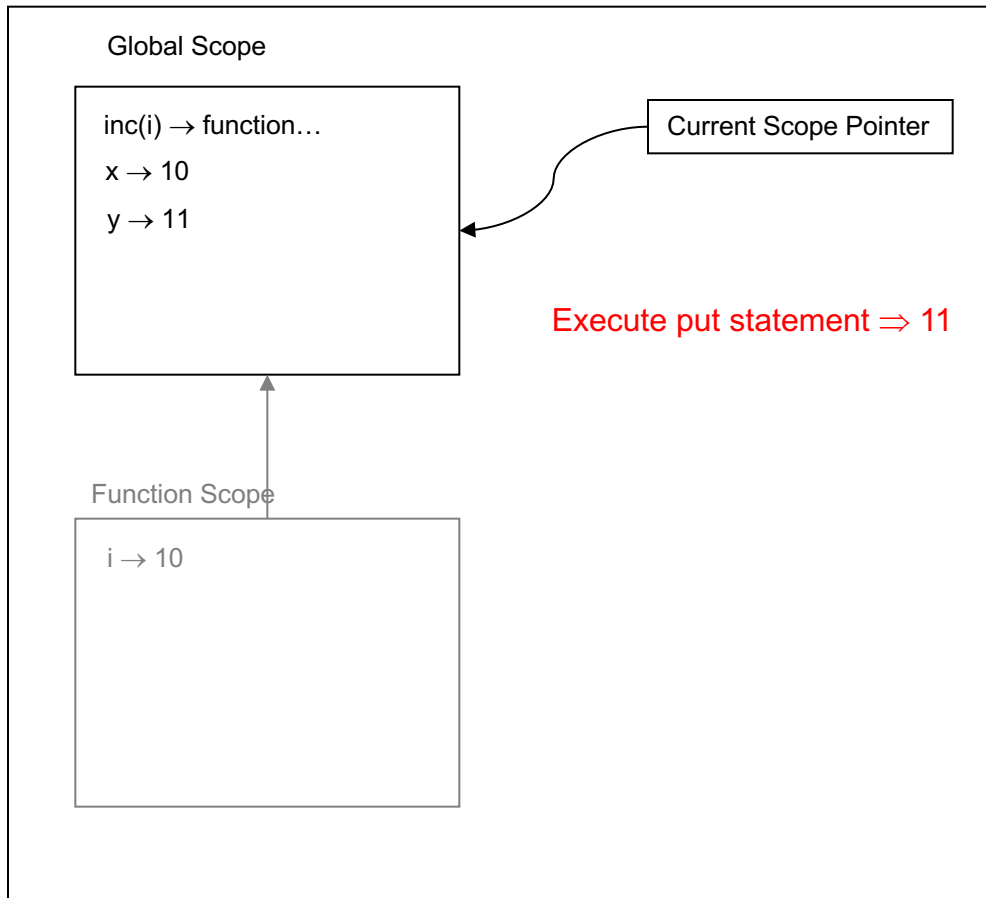 Global Scope
inc(i) → function…
Current Scope Pointer
x → 10
y → 11
Execute put statement ⇒ 11
Function Scope
i → 10